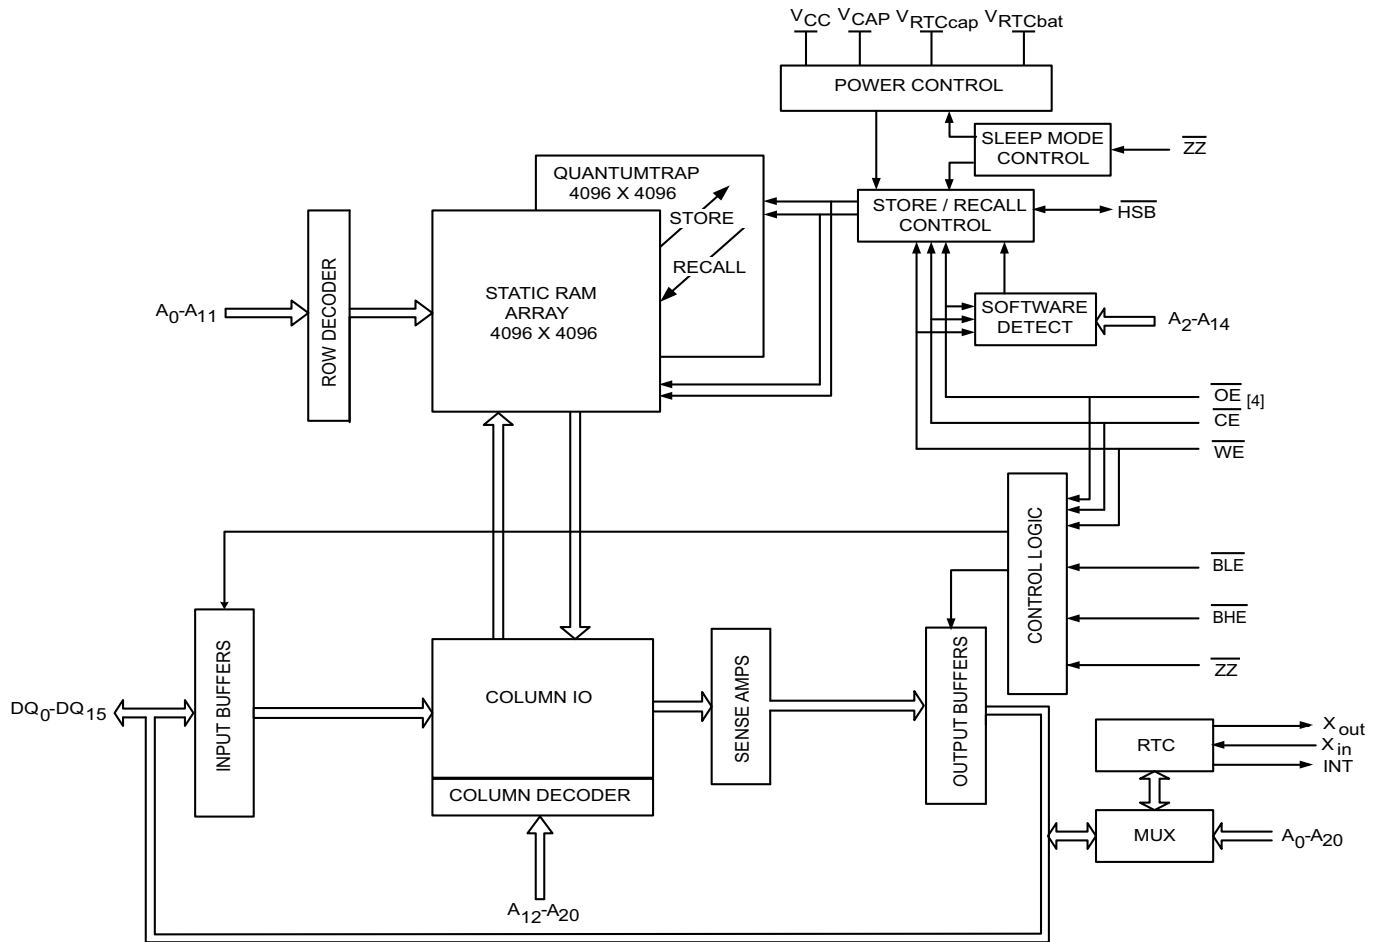 VCC VCAP VRTCcap VRTCbat
POWER CONTROL
SLEEP MODE
CONTROL
ZZ
QUANTUMTRAP
4096 X 4096
STORE
RECALL
STORE / RECALL
CONTROL
HSB
ROW DECODER
A0-A11
STATIC RAM
ARRAY
4096 X 4096
SOFTWARE
DETECT
A2-A14
OE [4]
CE
WE
CONTROL LOGIC
BLE
BHE
ZZ
DQ0-DQ15
INPUT BUFFERS
COLUMN IO
COLUMN DECODER
SENSE AMPS
OUTPUT BUFFERS
RTC
Xout
Xin
INT
MUX
A0-A20
A12-A20